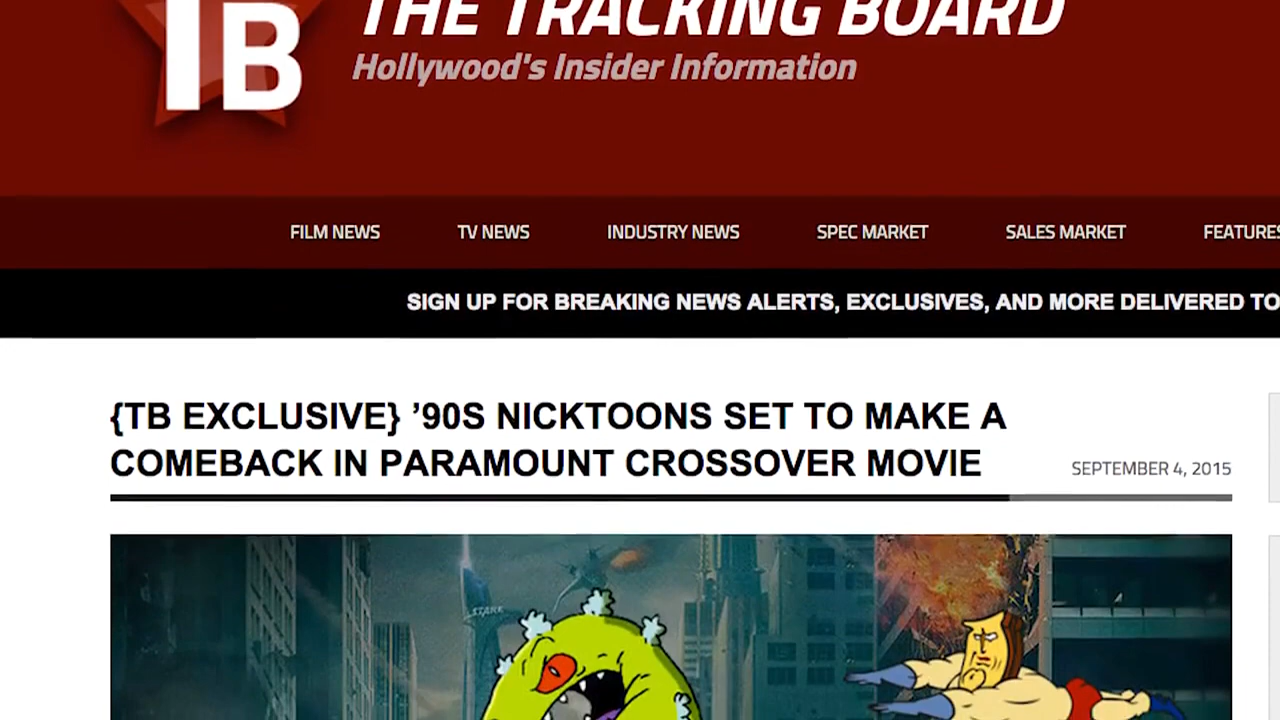 TB
THE TRACKING BOARD
Hollywood's Insider Information
FILM NEWS TV NEWS INDUSTRY NEWS SPEC MARKET SALES MARKET FEATURES
SIGN UP FOR BREAKING NEWS ALERTS, EXCLUSIVES, AND MORE DELIVERED TO
{TB EXCLUSIVE} ’90S NICKTOONS SET TO MAKE A
COMEBACK IN PARAMOUNT CROSSOVER MOVIE
SEPTEMBER 4, 2015
STARK